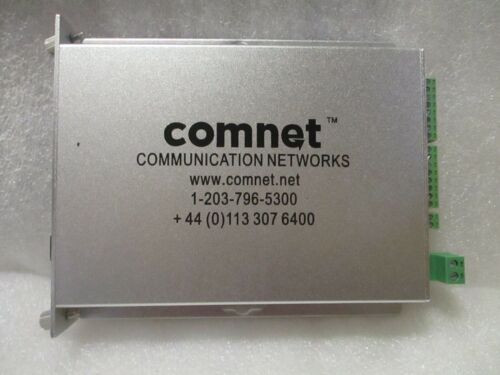 comnet™
COMMUNICATION NETWORKS
www.comnet.net
1-203-796-5300
+ 44 (0)113 307 6400